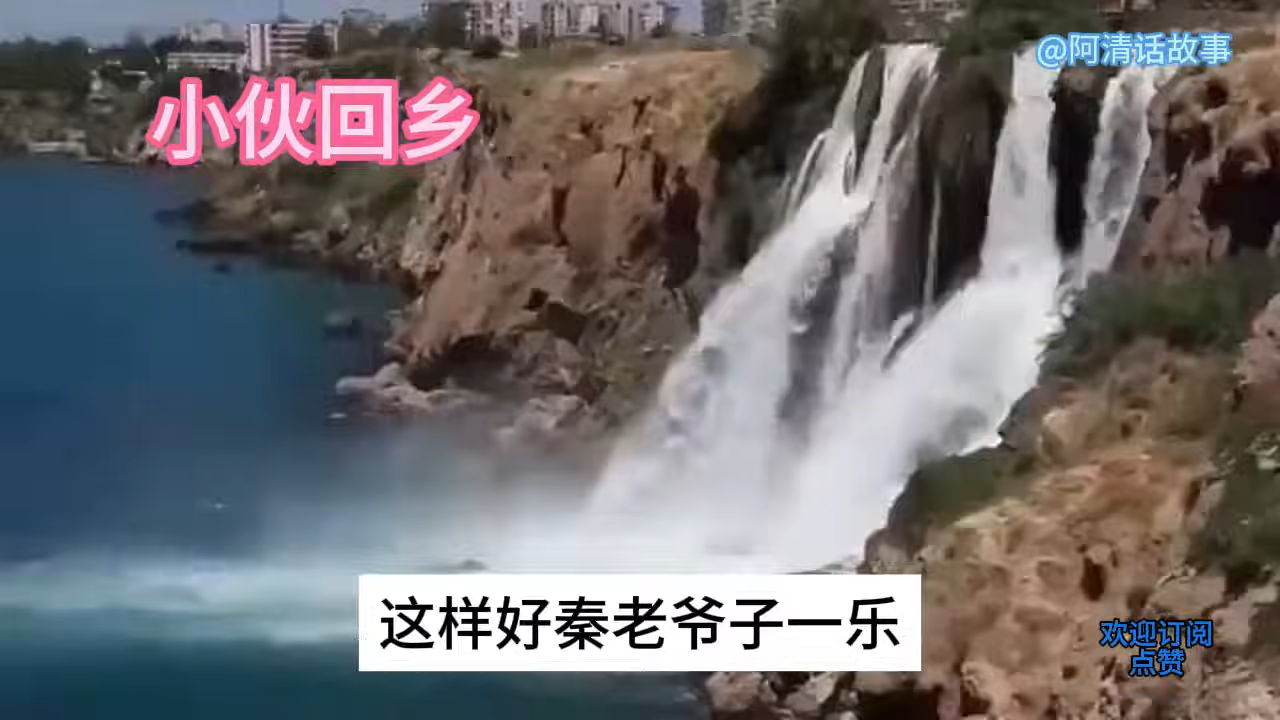 @阿清话故事
小伙回乡
这样好秦老爷子一乐
欢迎订阅
点赞